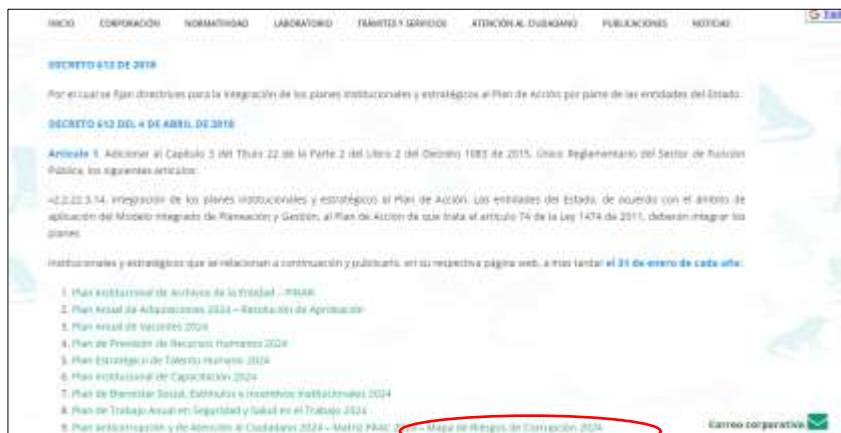 INICIO CORPORACIÓN NORMATIVIDAD LABORATORIO TRÁMITES Y SERVICIOS ATENCIÓN AL CIUDADANO PUBLICACIONES NOTICIAS
DECRETO 612 DE 2018
Por el cual se fijan directrices para la integración de los planes institucionales y estratégicos al Plan de Acción por parte de las entidades del Estado.
DECRETO 612 DEL 4 DE ABRIL DE 2018
Artículo 1. Adicionar al Capítulo 3 del Título 22 de la Parte 2 del Libro 2 del Decreto 1083 de 2015, Único Reglamentario del Sector de Función
Pública, los siguientes artículos:
«2.2.22.3.14. Integración de los planes institucionales y estratégicos al Plan de Acción. Las entidades del Estado, de acuerdo con el ámbito de
aplicación del Modelo Integrado de Planeación y Gestión, al Plan de Acción de que trata el artículo 74 de la Ley 1474 de 2011, deberán integrar los
planes
institucionales y estratégicos que se relacionan a continuación y publicarlo, en su respectiva página web, a mas tardar el 31 de enero de cada año:
1. Plan Institucional de Archivos de la Entidad – PINAR
2. Plan Anual de Adquisiciones 2024 – Resolución de Aprobación
3. Plan Anual de Vacantes 2024
4. Plan de Previsión de Recursos Humanos 2024
5. Plan Estratégico de Talento Humano 2024
6. Plan Institucional de Capacitación 2024
7. Plan de Bienestar Social, Estímulos e Incentivos Institucionales 2024
8. Plan de Trabajo Anual en Seguridad y Salud en el Trabajo 2024
9. Plan Anticorrupción y de Atención al Ciudadano 2024 – Matriz PAAC 2024 – Mapa de Riesgos de Corrupción 2024
Correo corporativo